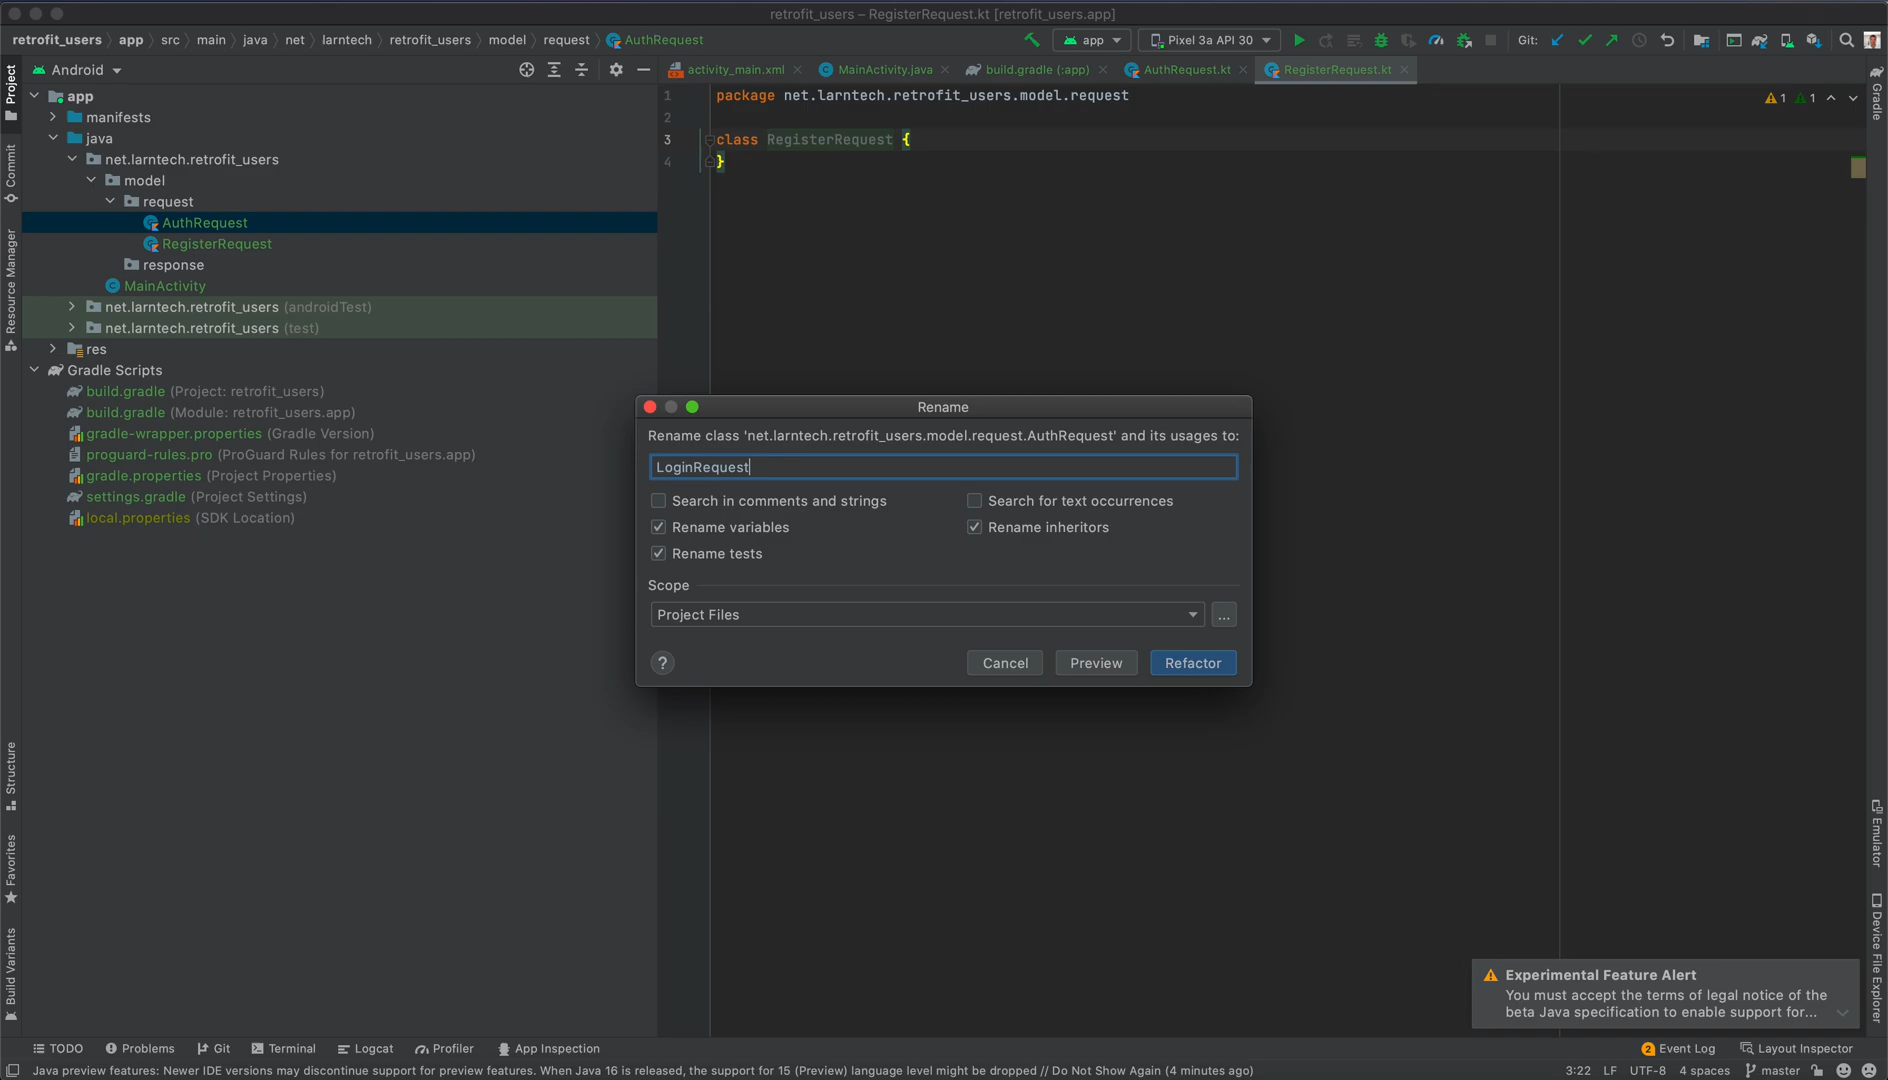 retrofit_users – RegisterRequest.kt [retrofit_users.app]
retrofit_users app src main java net larntech retrofit_users model request AuthRequest
app Pixel 3a API 30 Git:
Android
activity_main.xml MainActivity.java build.gradle (:app) AuthRequest.kt RegisterRequest.kt
Project
Commit
Resource Manager
Structure
Favorites
Build Variants
app
manifests
java
net.larntech.retrofit_users
model
request
AuthRequest
RegisterRequest
response
MainActivity
net.larntech.retrofit_users (androidTest)
net.larntech.retrofit_users (test)
res
Gradle Scripts
build.gradle (Project: retrofit_users)
build.gradle (Module: retrofit_users.app)
gradle-wrapper.properties (Gradle Version)
proguard-rules.pro (ProGuard Rules for retrofit_users.app)
gradle.properties (Project Properties)
settings.gradle (Project Settings)
local.properties (SDK Location)
1 package net.larntech.retrofit_users.model.request
2
3 class RegisterRequest {
4 }
1 1
Gradle
Emulator
Device File Explorer
Rename
Rename class 'net.larntech.retrofit_users.model.request.AuthRequest' and its usages to:
LoginRequest
Search in comments and strings Search for text occurrences
Rename variables Rename inheritors
Rename tests
Scope
Project Files ...
? Cancel Preview Refactor
Experimental Feature Alert
You must accept the terms of legal notice of the
beta Java specification to enable support for...
TODO Problems Git Terminal Logcat Profiler App Inspection 2 Event Log Layout Inspector
Java preview features: Newer IDE versions may discontinue support for preview features. When Java 16 is released, the support for 15 (Preview) language level might be dropped // Do Not Show Again (4 minutes ago) 3:22 LF UTF-8 4 spaces master